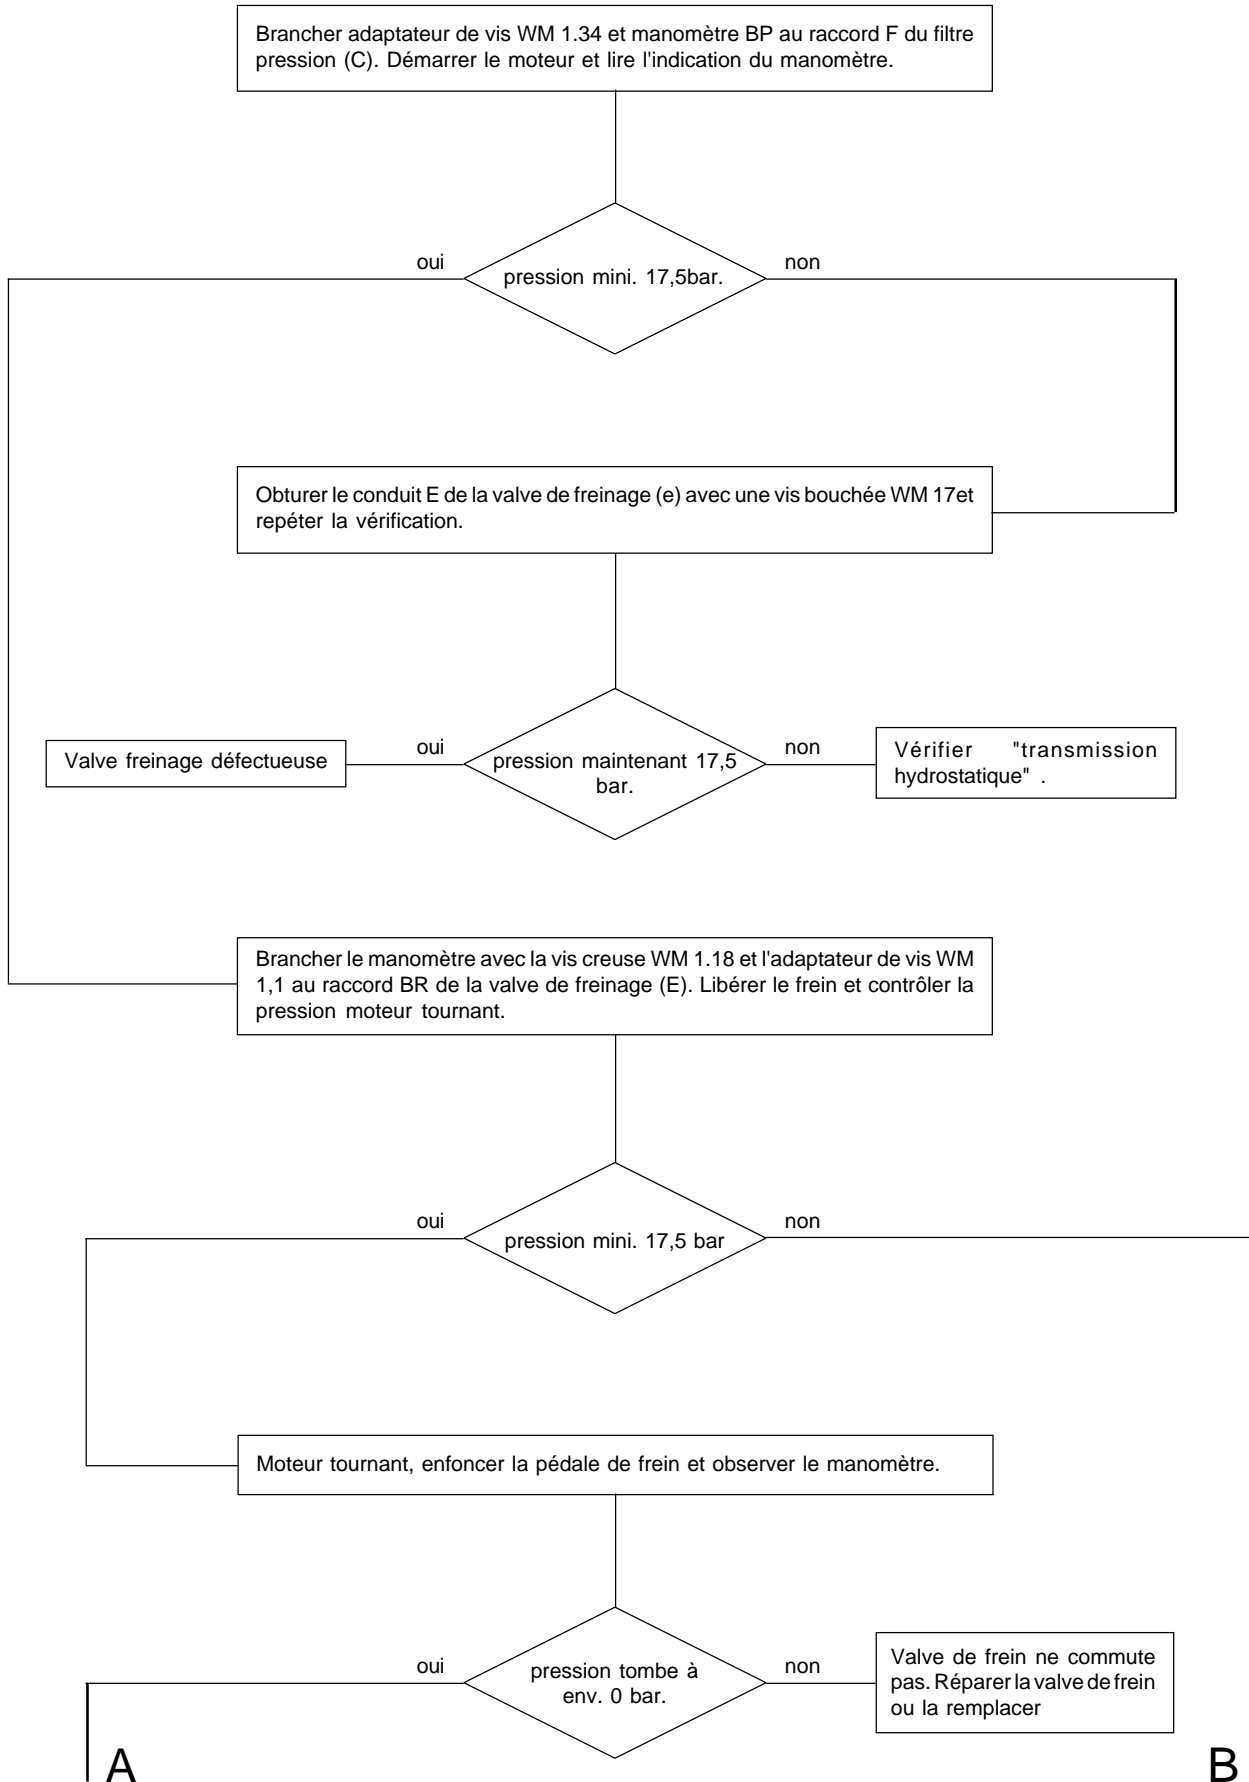 Brancher adaptateur de vis WM 1.34 et manomètre BP au raccord F du filtre
pression (C). Démarrer le moteur et lire l'indication du manomètre.
oui
pression mini. 17,5bar.
non
Obturer le conduit E de la valve de freinage (e) avec une vis bouchée WM 17et
repéter la vérification.
Valve freinage défectueuse
oui
pression maintenant 17,5
bar.
non
Vérifier "transmission
hydrostatique" .
Brancher le manomètre avec la vis creuse WM 1.18 et l'adaptateur de vis WM
1,1 au raccord BR de la valve de freinage (E). Libérer le frein et contrôler la
pression moteur tournant.
oui
pression mini. 17,5 bar
non
Moteur tournant, enfoncer la pédale de frein et observer le manomètre.
oui
pression tombe à
env. 0 bar.
non
Valve de frein ne commute
pas. Réparer la valve de frein
ou la remplacer
A
B